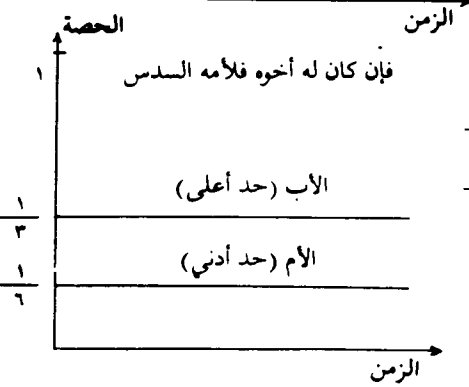 الزمن
الحصة
١
فإن كان له أخوه فلأمه السدس
الأب (حد أعلى)
١
٣
الأم (حد أدني)
١
٦
الزمن